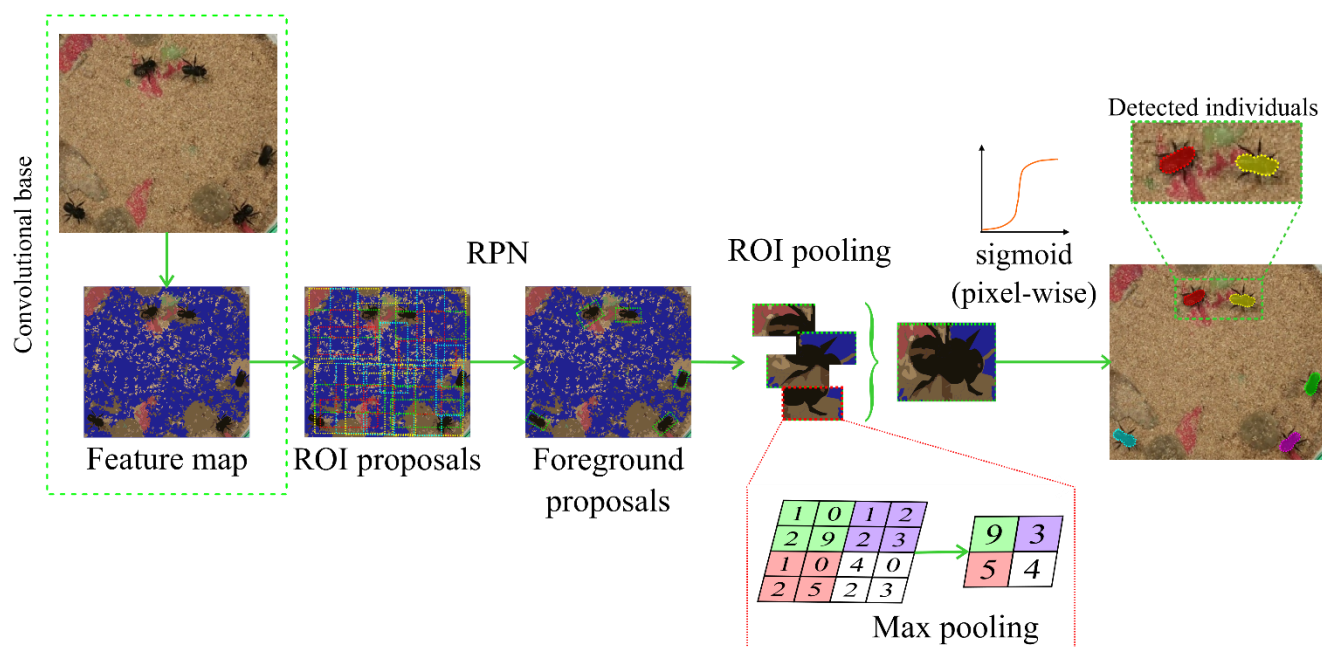 Convolutional base
Feature map
RPN
ROI proposals
Foreground
proposals
ROI pooling
1 0 1 2
2 9 2 3
1 0 4 0
2 5 2 3
9 3
5 4
Max pooling
sigmoid
(pixel-wise)
Detected individuals